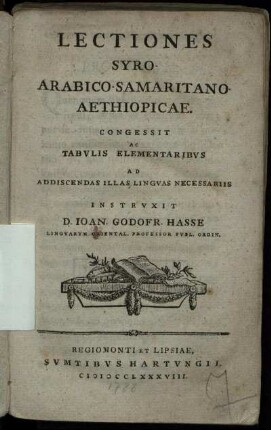 LECTIONES
SYRO-
ARABICO-SAMARITANO-
AETHIOPICAE.
CONGESSIT
AC
TABVLIS ELEMENTARIBVS
AD
ADDISCENDAS ILLAS LINGVAS NECESSARIIS
INSTRVXIT
D. IOAN. GODOFR. HASSE
LINGVARVM ORIENTAL. PROFESSOR PVBL. ORDIN.
REGIOMONTI ET LIPSIAE,
SVMTIBVS HARTVNGII,
CIƆIƆCCLXXXVIII.